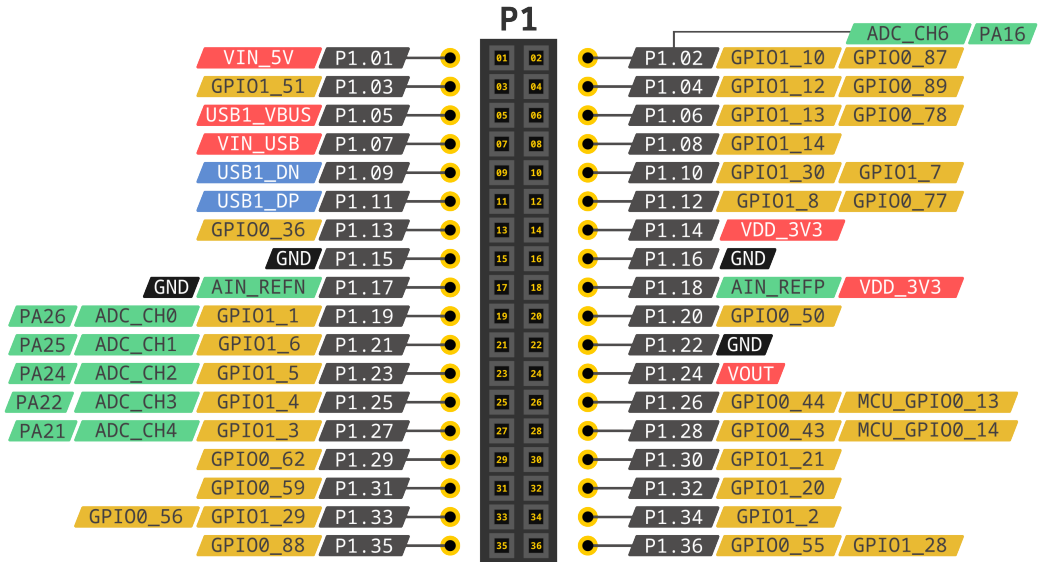 P1
ADC_CH6 PA16
VIN_5V P1.01 01 02 P1.02 GPIO1_10 GPIO0_87
GPIO1_51 P1.03 03 04 P1.04 GPIO1_12 GPIO0_89
USB1_VBUS P1.05 05 06 P1.06 GPIO1_13 GPIO0_78
VIN_USB P1.07 07 08 P1.08 GPIO1_14
USB1_DN P1.09 09 10 P1.10 GPIO1_30 GPIO1_7
USB1_DP P1.11 11 12 P1.12 GPIO1_8 GPIO0_77
GPIO0_36 P1.13 13 14 P1.14 VDD_3V3
GND P1.15 15 16 P1.16 GND
GND AIN_REFN P1.17 17 18 P1.18 AIN_REFP VDD_3V3
PA26 ADC_CH0 GPIO1_1 P1.19 19 20 P1.20 GPIO0_50
PA25 ADC_CH1 GPIO1_6 P1.21 21 22 P1.22 GND
PA24 ADC_CH2 GPIO1_5 P1.23 23 24 P1.24 VOUT
PA22 ADC_CH3 GPIO1_4 P1.25 25 26 P1.26 GPIO0_44 MCU_GPIO0_13
PA21 ADC_CH4 GPIO1_3 P1.27 27 28 P1.28 GPIO0_43 MCU_GPIO0_14
GPIO0_62 P1.29 29 30 P1.30 GPIO1_21
GPIO0_59 P1.31 31 32 P1.32 GPIO1_20
GPIO0_56 GPIO1_29 P1.33 33 34 P1.34 GPIO1_2
GPIO0_88 P1.35 35 36 P1.36 GPIO0_55 GPIO1_28